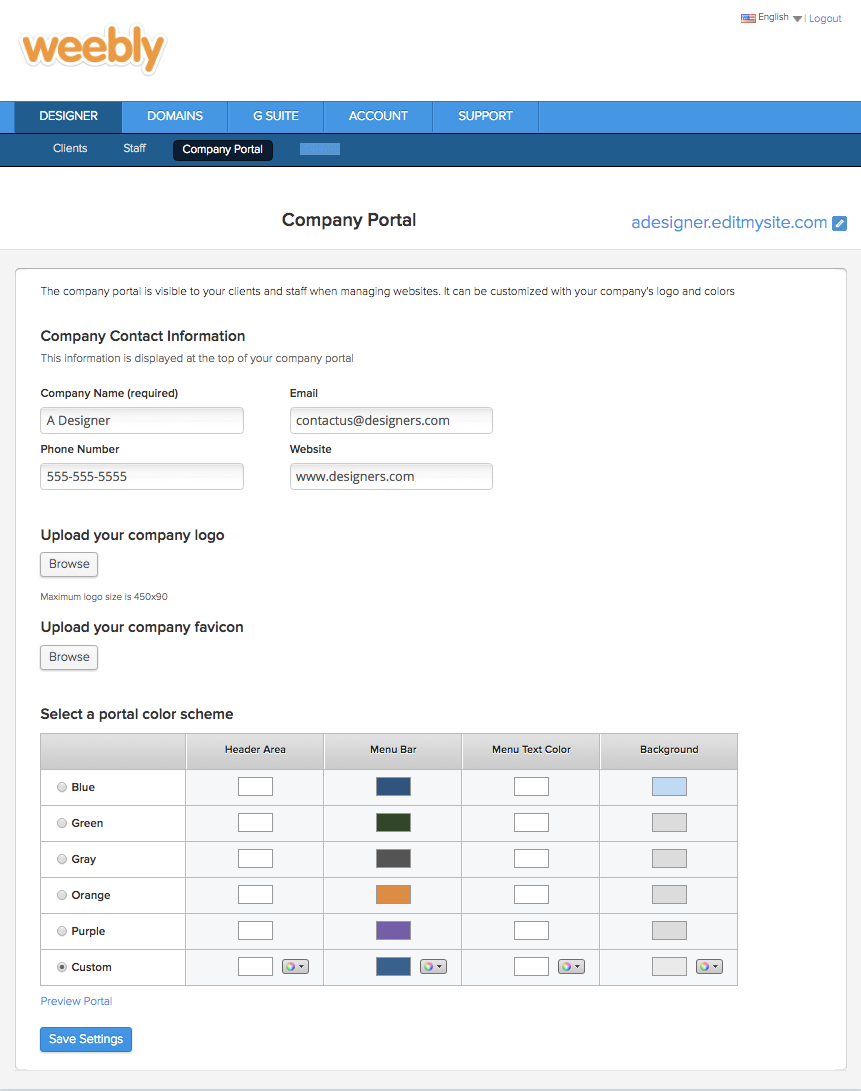 English | Logout
weebly
DESIGNER DOMAINS G SUITE ACCOUNT SUPPORT
Clients Staff Company Portal
Company Portal adesigner.editmysite.com
The company portal is visible to your clients and staff when managing websites. It can be customized with your company's logo and colors
Company Contact Information
This information is displayed at the top of your company portal
Company Name (required) Email
A Designer contactus@designers.com
Phone Number Website
555-555-5555 www.designers.com
Upload your company logo
Browse
Maximum logo size is 450x90
Upload your company favicon
Browse
Select a portal color scheme
Header Area Menu Bar Menu Text Color Background
Blue
Green
Gray
Orange
Purple
Custom
Preview Portal
Save Settings